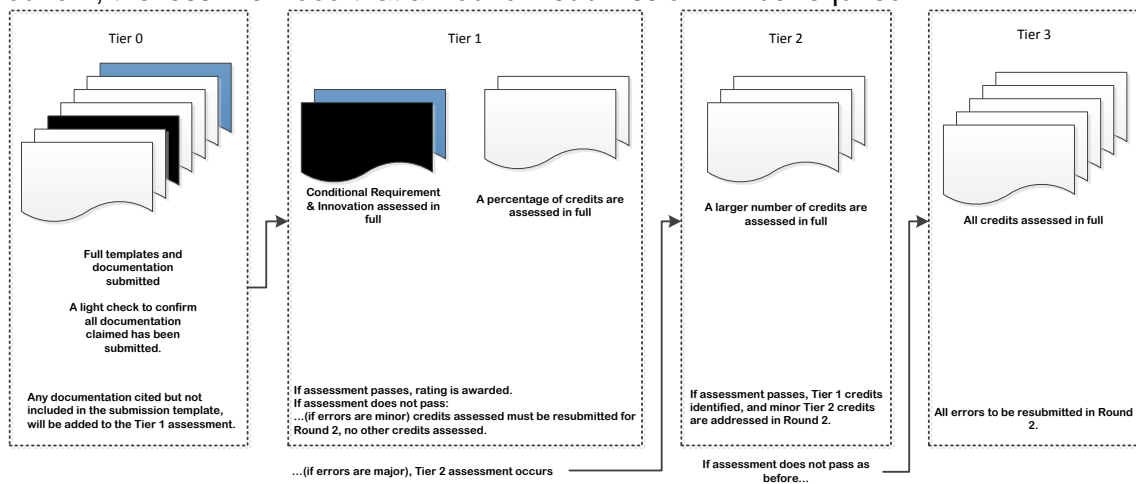 Tier 0
Full templates and
documentation
submitted
A light check to confirm
all documentation
claimed has been
submitted.
Any documentation cited but not
included in the submission template,
will be added to the Tier 1 assessment.
Tier 1
Conditional Requirement
& Innovation assessed in
full
A percentage of credits are
assessed in full
If assessment passes, rating is awarded.
If assessment does not pass:
...(if errors are minor) credits assessed must be resubmitted for
Round 2, no other credits assessed.
...(if errors are major), Tier 2 assessment occurs
Tier 2
A larger number of credits are
assessed in full
If assessment passes, Tier 1 credits
identified, and minor Tier 2 credits
are addressed in Round 2.
If assessment does not pass as
before...
Tier 3
All credits assessed in full
All errors to be resubmitted in Round
2.